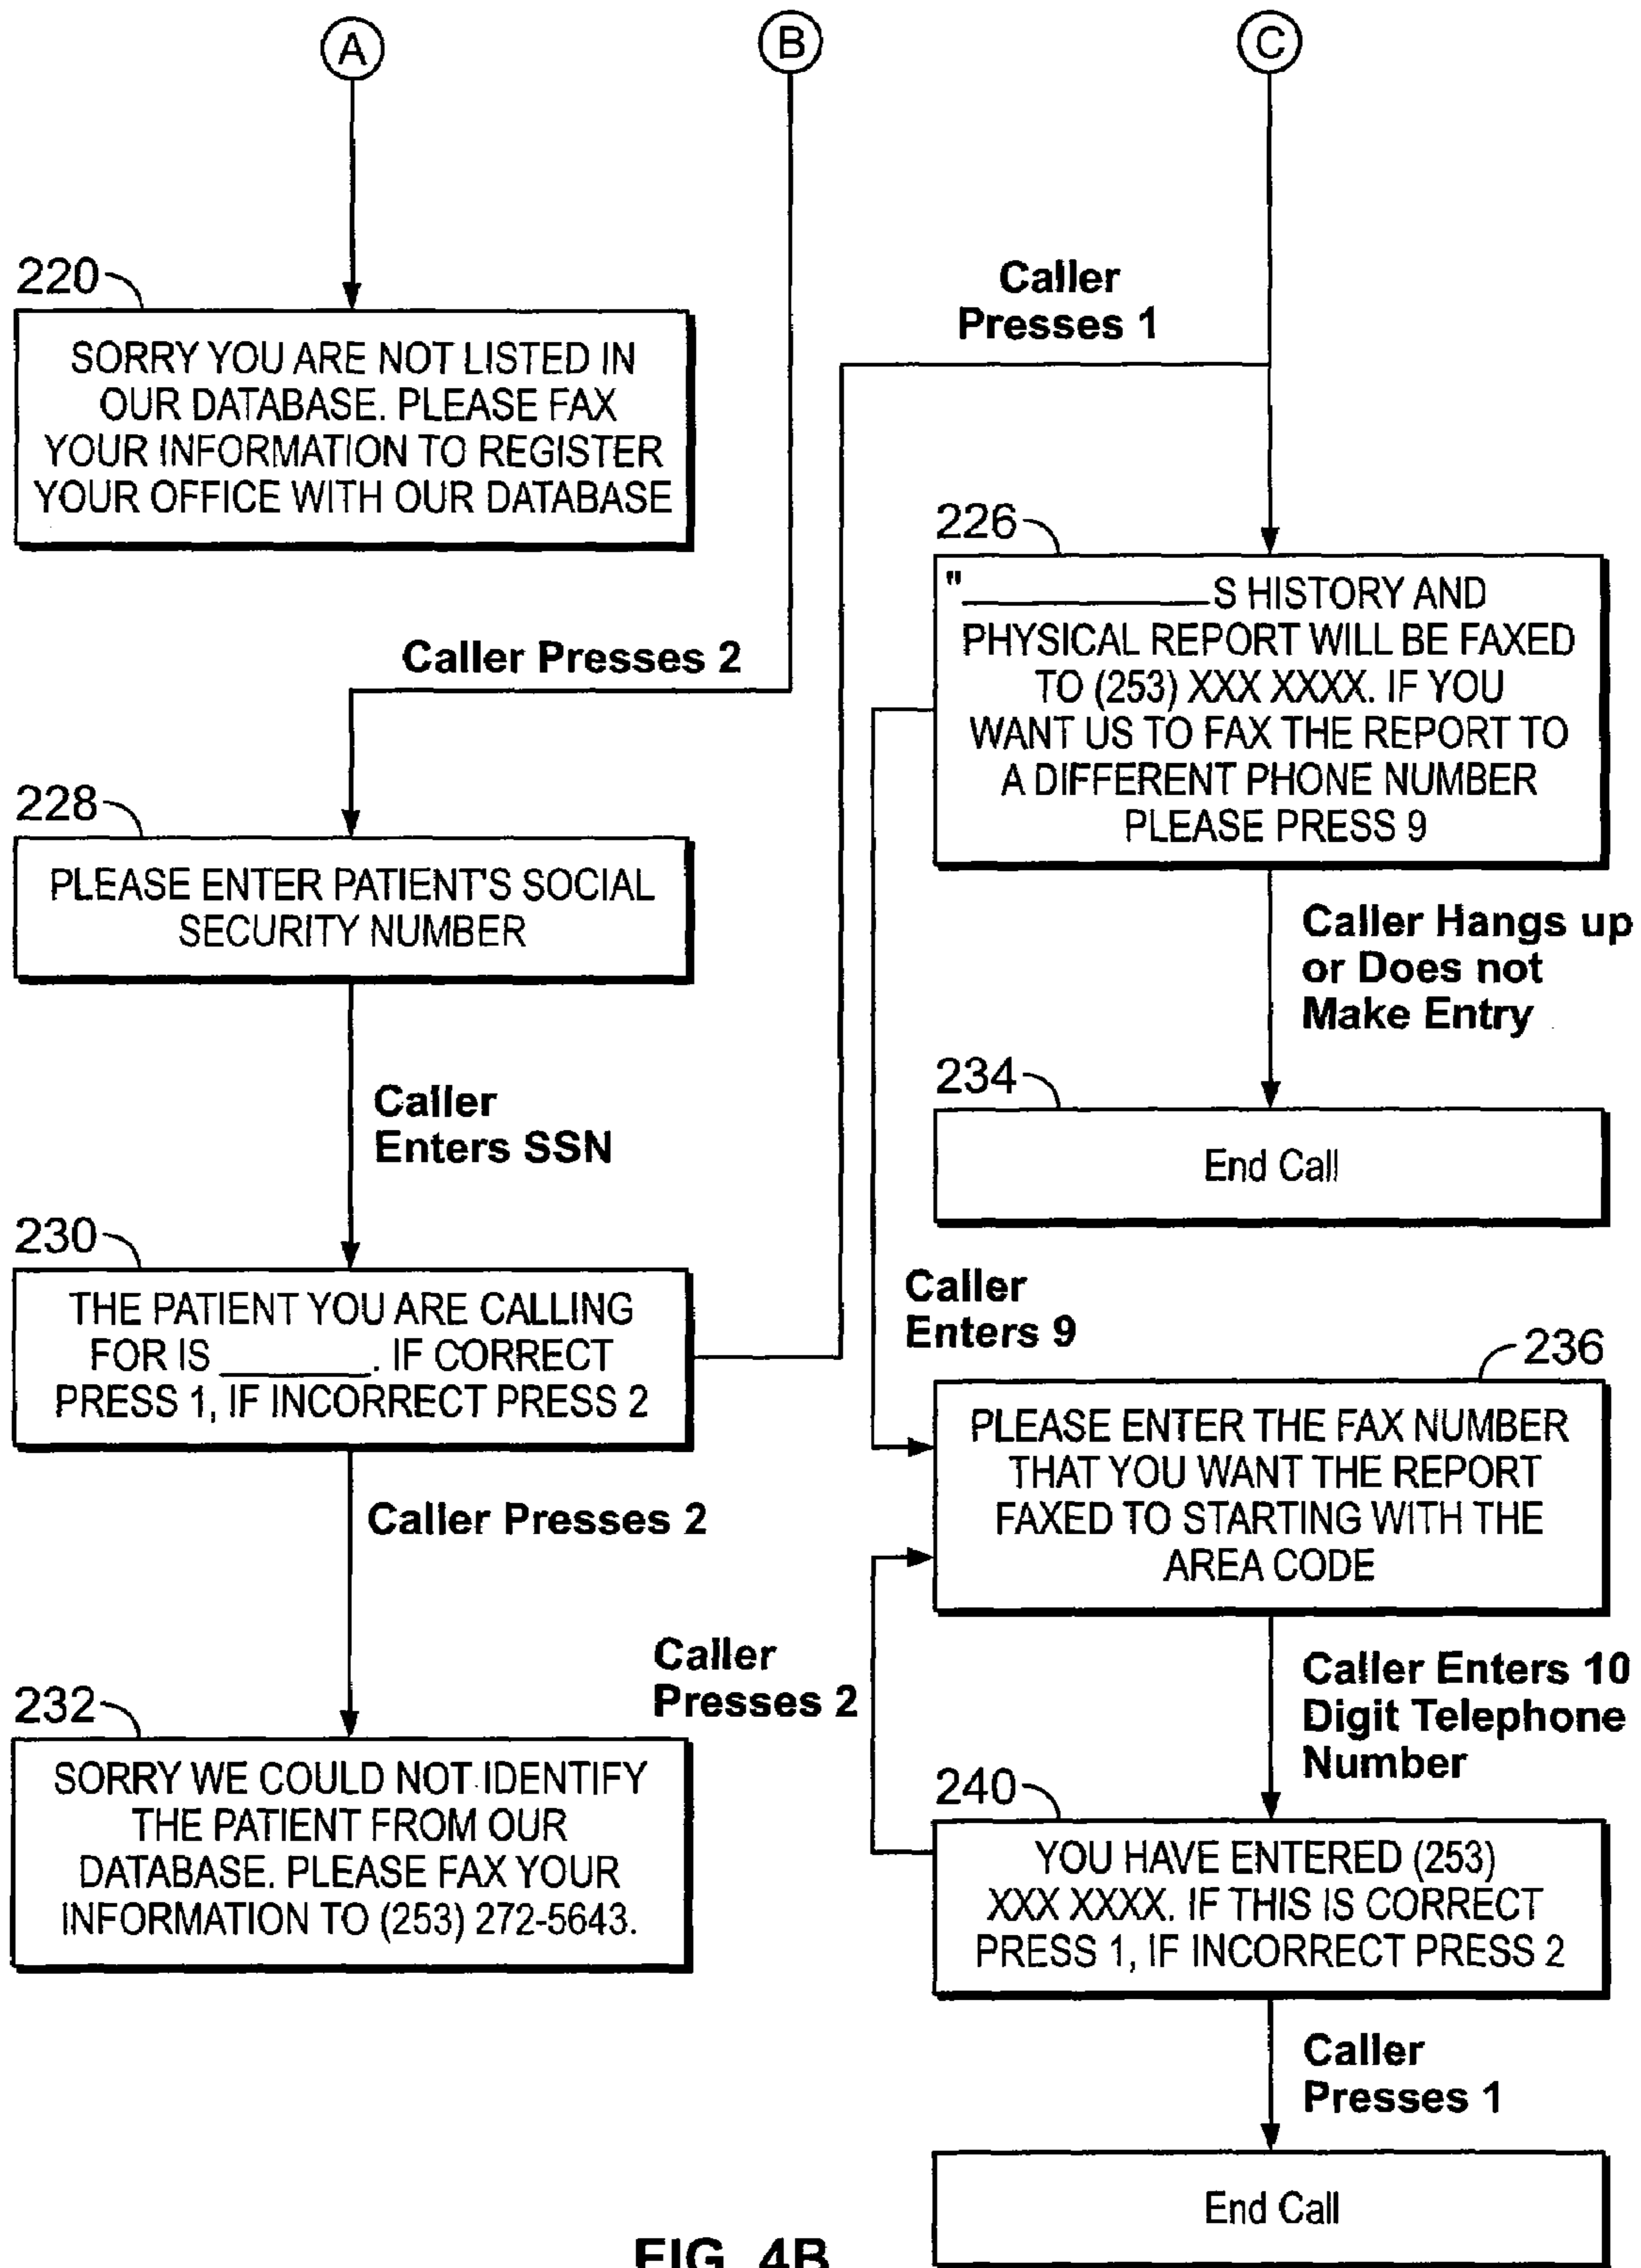 A
B
C
220
SORRY YOU ARE NOT LISTED IN
OUR DATABASE. PLEASE FAX
YOUR INFORMATION TO REGISTER
YOUR OFFICE WITH OUR DATABASE
Caller Presses 2
228
PLEASE ENTER PATIENT'S SOCIAL
SECURITY NUMBER
Caller
Enters SSN
230
THE PATIENT YOU ARE CALLING
FOR IS ______. IF CORRECT
PRESS 1, IF INCORRECT PRESS 2
Caller Presses 2
232
SORRY WE COULD NOT IDENTIFY
THE PATIENT FROM OUR
DATABASE. PLEASE FAX YOUR
INFORMATION TO (253) 272-5643.
Caller
Presses 1
226
"__________S HISTORY AND
PHYSICAL REPORT WILL BE FAXED
TO (253) XXX XXXX. IF YOU
WANT US TO FAX THE REPORT TO
A DIFFERENT PHONE NUMBER
PLEASE PRESS 9
Caller Hangs up
or Does not
Make Entry
234
End Call
Caller
Enters 9
236
PLEASE ENTER THE FAX NUMBER
THAT YOU WANT THE REPORT
FAXED TO STARTING WITH THE
AREA CODE
Caller
Presses 2
Caller Enters 10
Digit Telephone
Number
240
YOU HAVE ENTERED (253)
XXX XXXX. IF THIS IS CORRECT
PRESS 1, IF INCORRECT PRESS 2
Caller
Presses 1
End Call
FIG. 4B